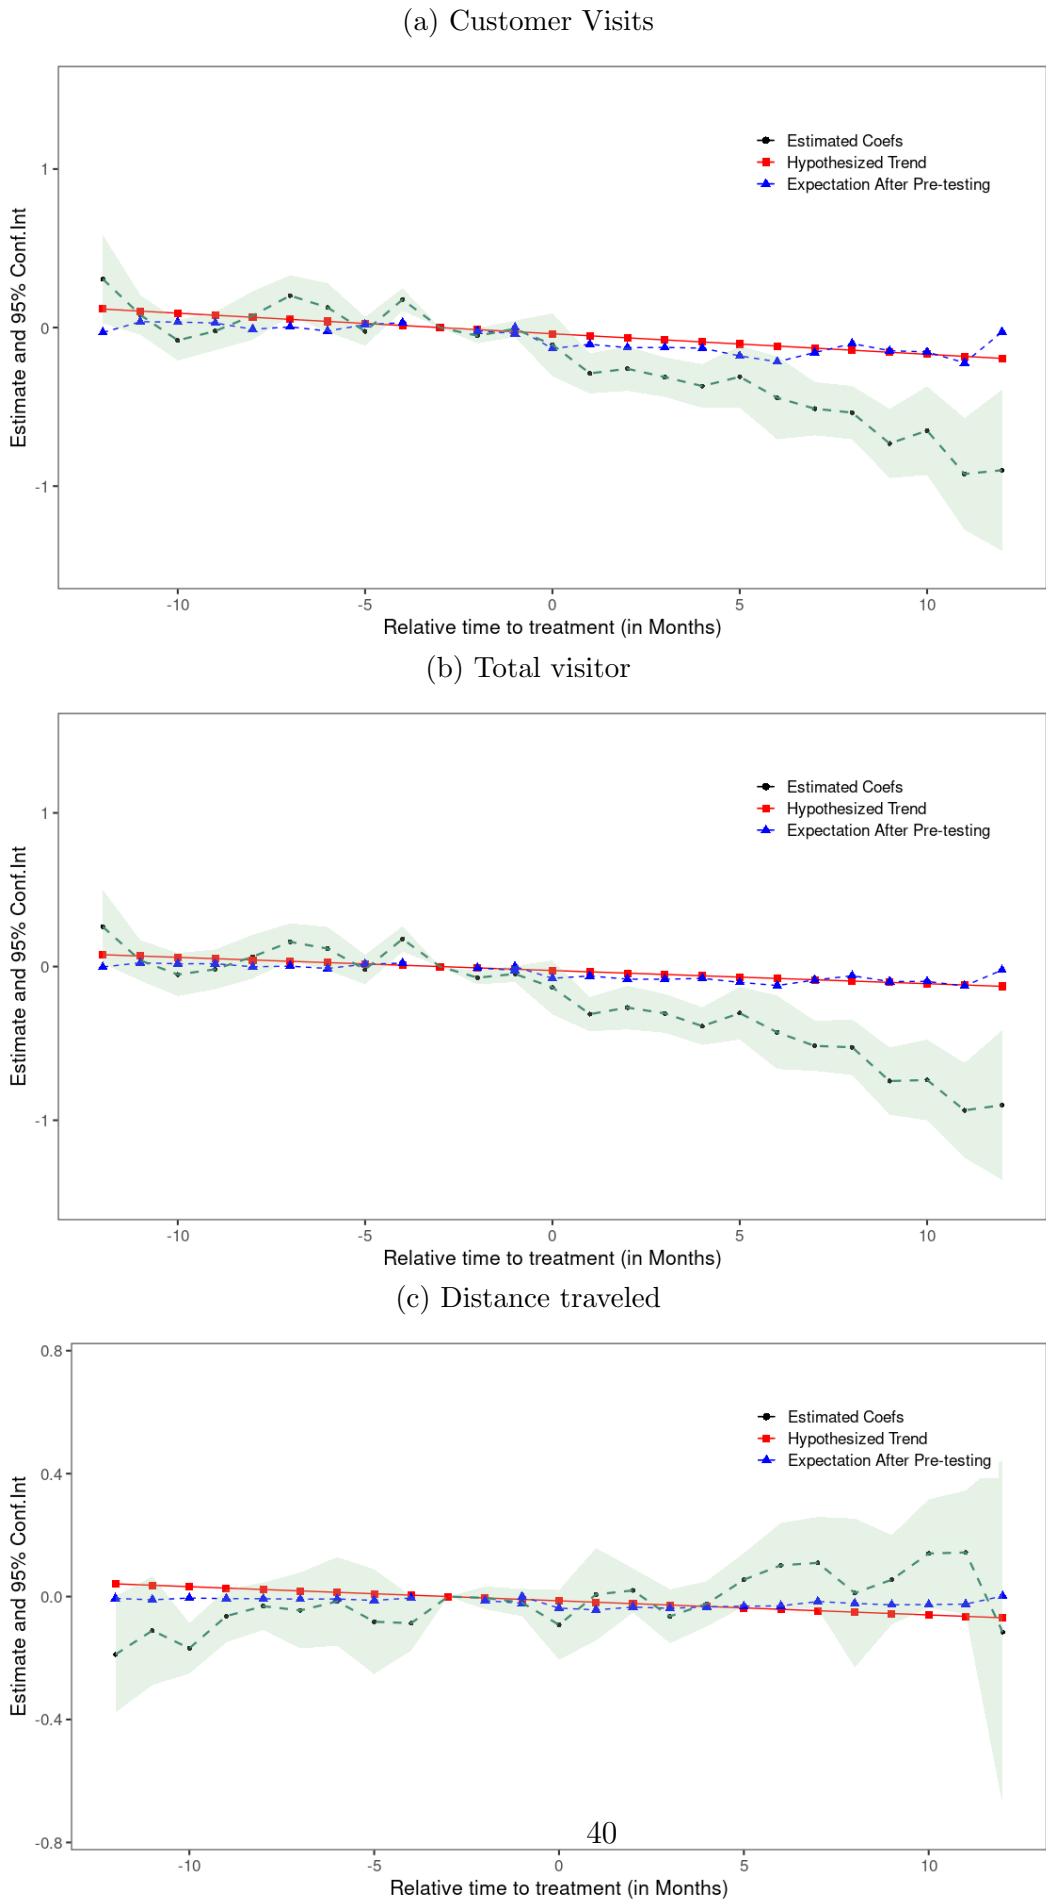 (a) Customer Visits
Estimated Coefs
Hypothesized Trend
Expectation After Pre-testing
1
0
-1
Estimate and 95% Conf.Int
-10 -5 0 5 10
Relative time to treatment (in Months)
(b) Total visitor
Estimated Coefs
Hypothesized Trend
Expectation After Pre-testing
1
0
-1
Estimate and 95% Conf.Int
-10 -5 0 5 10
Relative time to treatment (in Months)
(c) Distance traveled
Estimated Coefs
Hypothesized Trend
Expectation After Pre-testing
0.8
0.4
0.0
-0.4
-0.8
Estimate and 95% Conf.Int
40
-10 -5 0 5 10
Relative time to treatment (in Months)